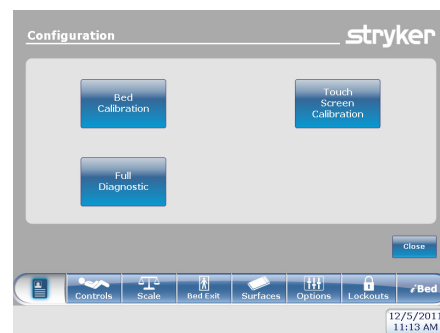 Configuration
stryker
Bed
Calibration
Touch
Screen
Calibration
Full
Diagnostic
Close
Controls Scale Bed Exit Surfaces Options Lockouts iBed
12/5/2011
11:13 AM